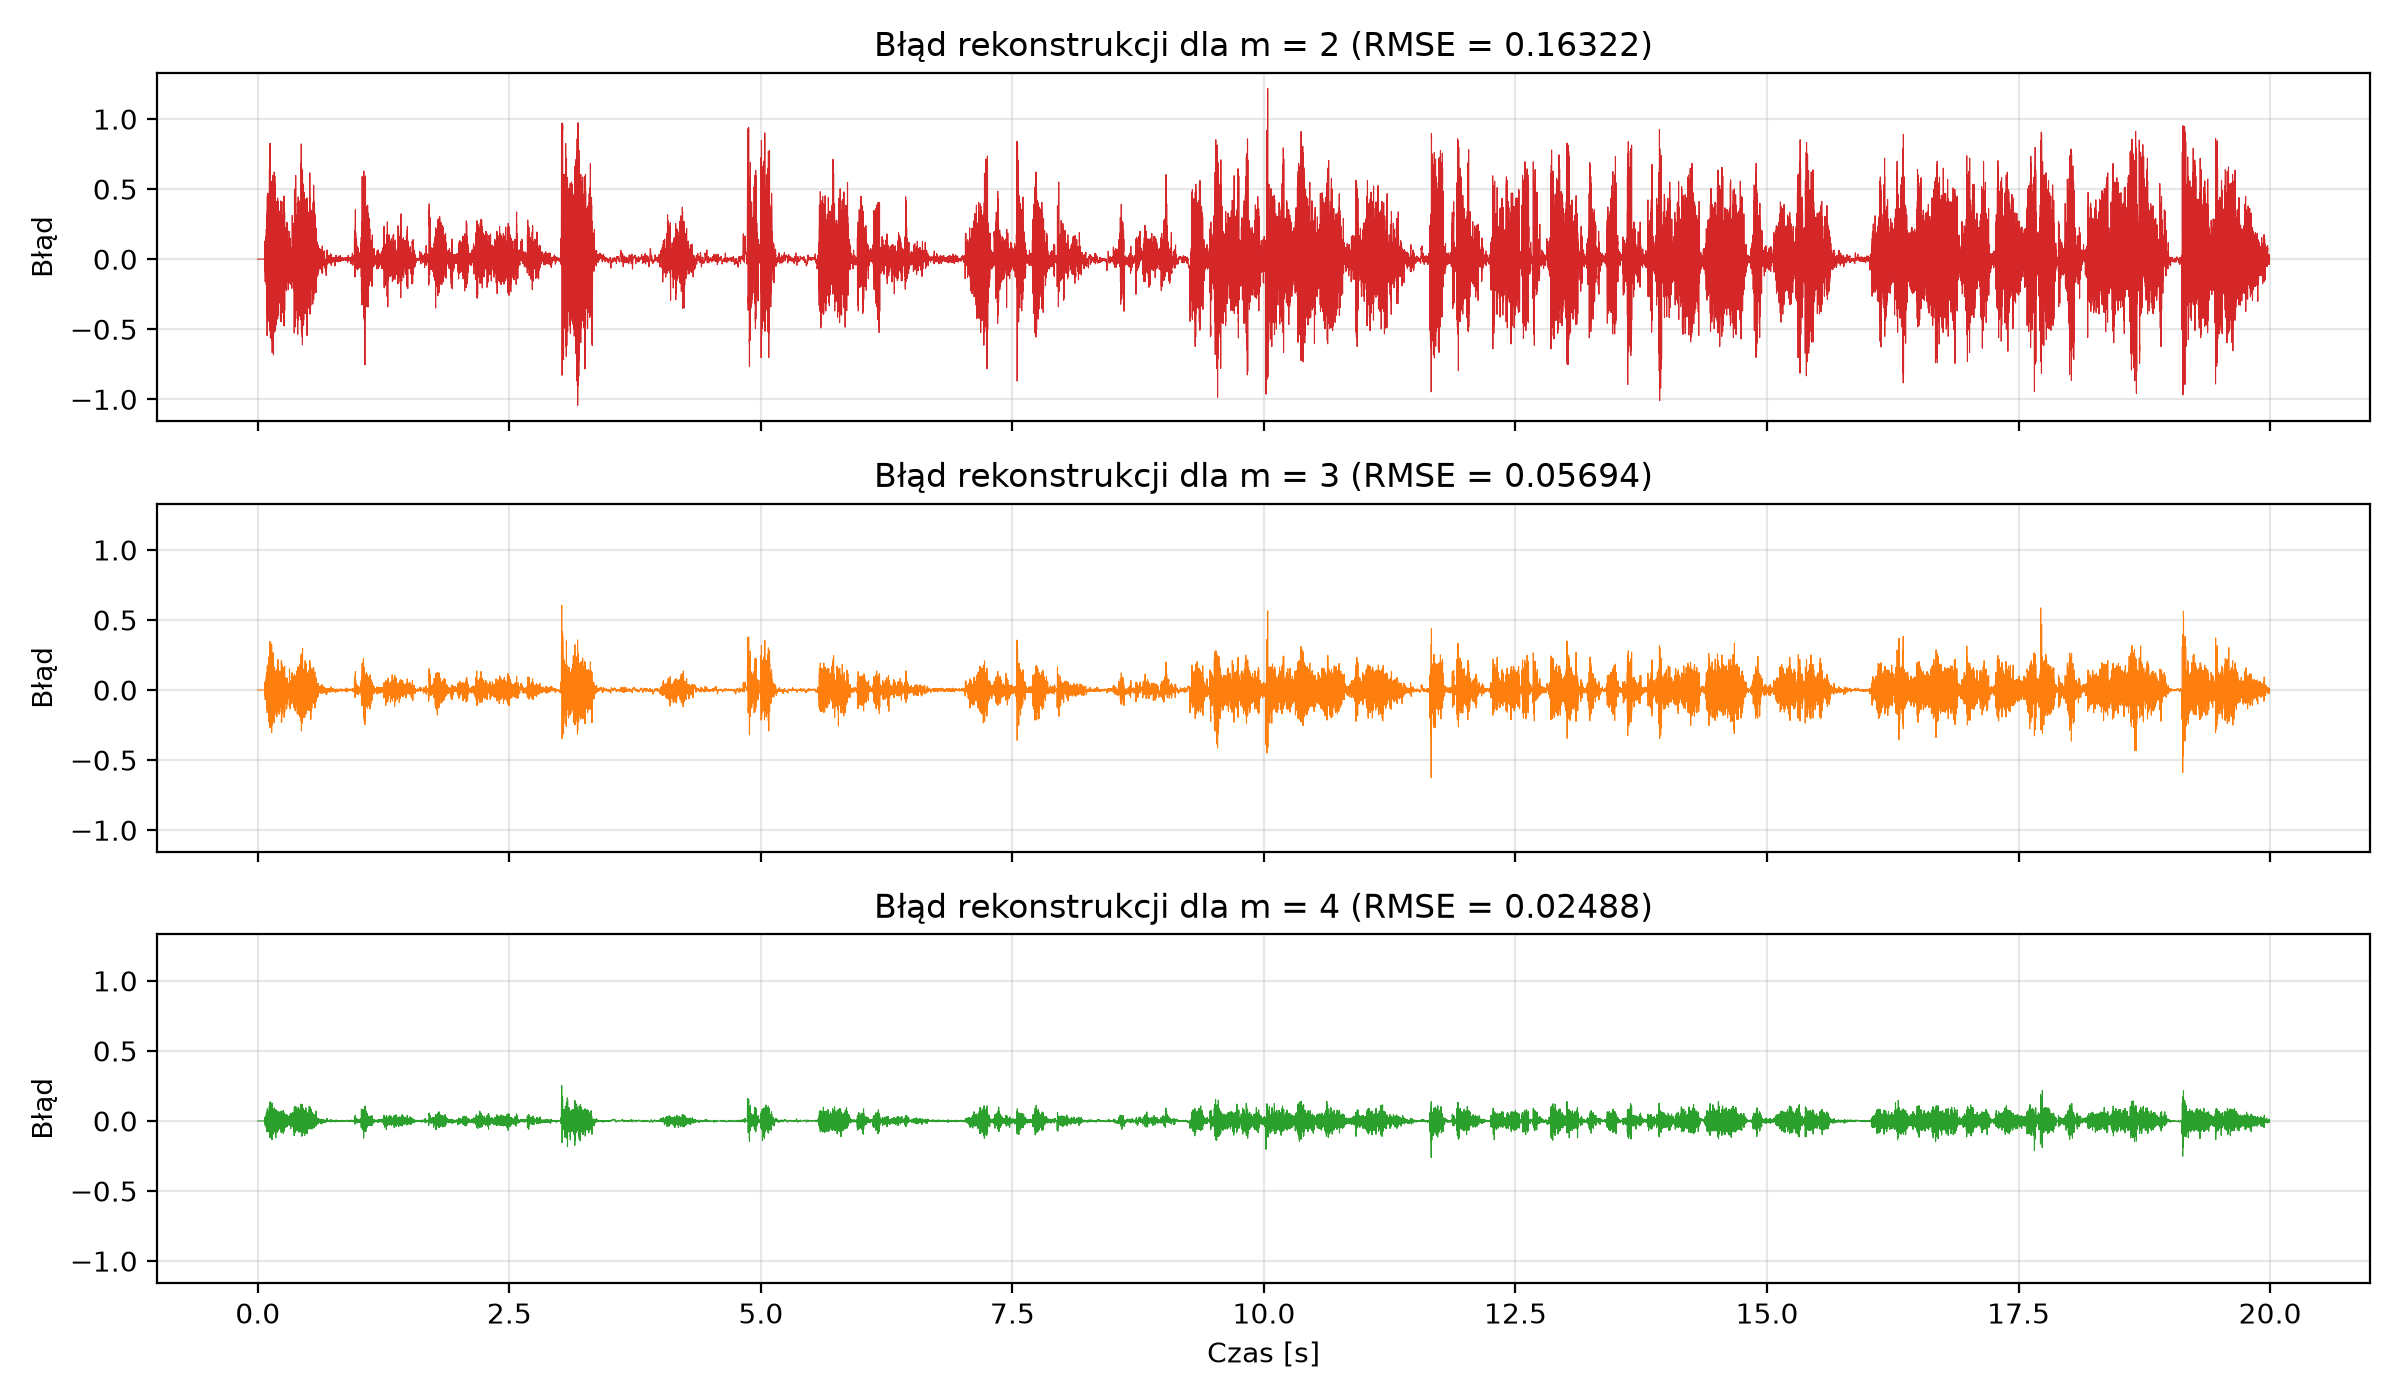 Błąd rekonstrukcji dla m = 2 (RMSE = 0.16322)
1.0
0.5
0.0
−0.5
−1.0
Błąd
Błąd rekonstrukcji dla m = 3 (RMSE = 0.05694)
1.0
0.5
0.0
−0.5
−1.0
Błąd
Błąd rekonstrukcji dla m = 4 (RMSE = 0.02488)
1.0
0.5
0.0
−0.5
−1.0
Błąd
0.0 2.5 5.0 7.5 10.0 12.5 15.0 17.5 20.0
Czas [s]